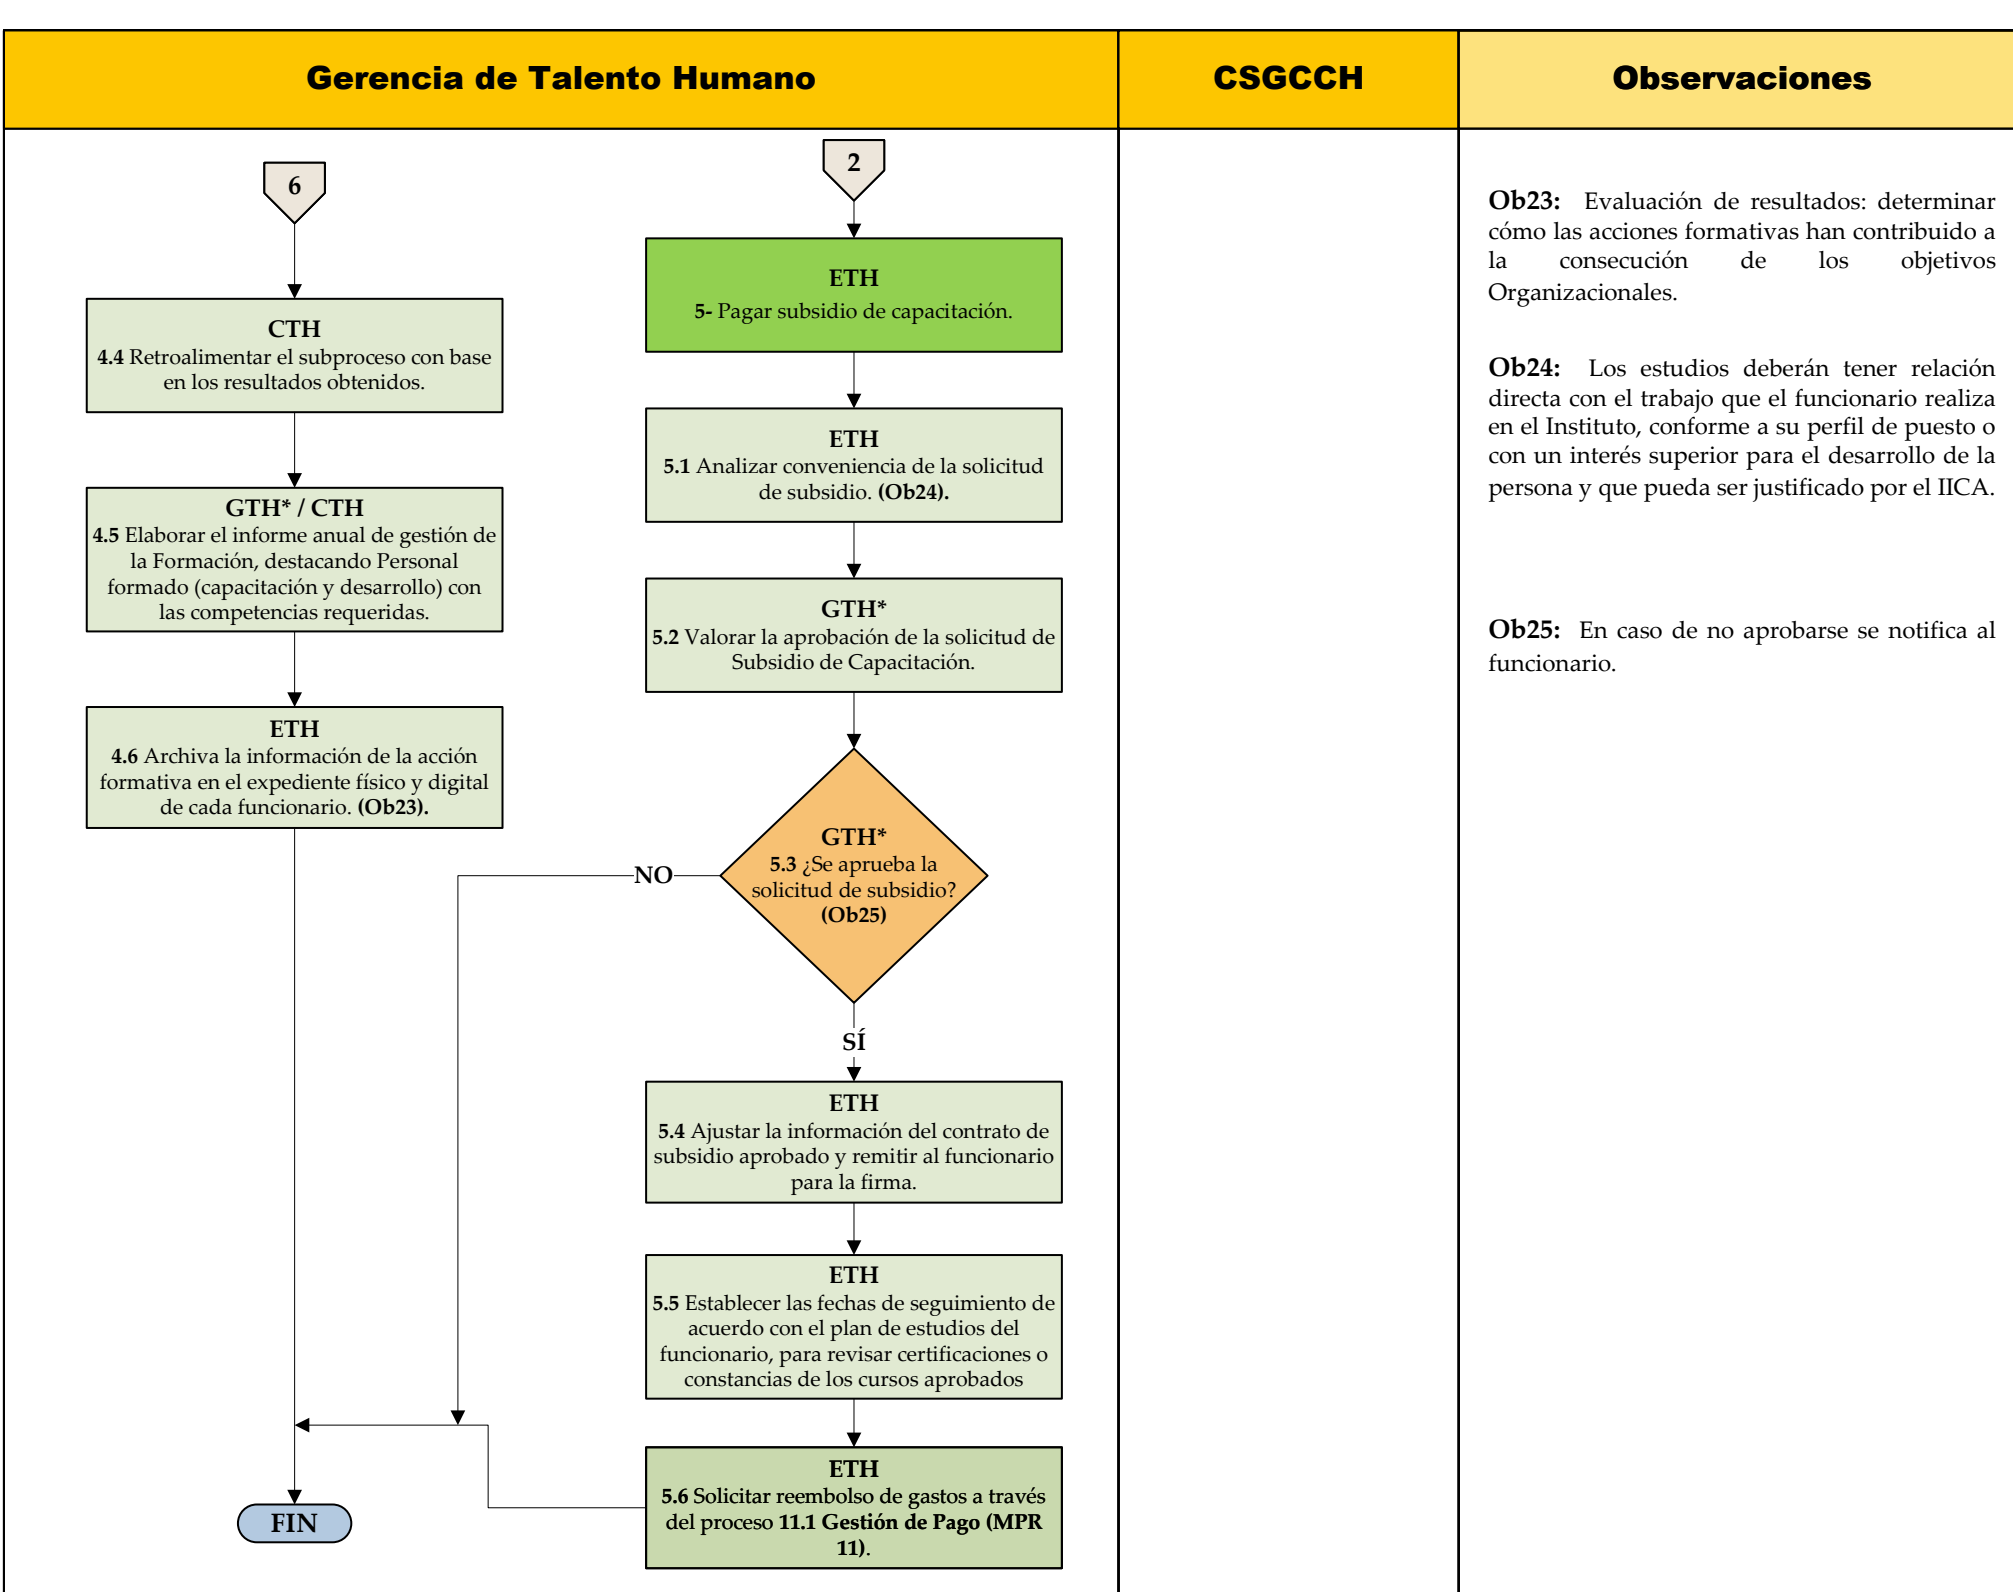 Gerencia de Talento Humano
CSGCCH
Observaciones
6
CTH
4.4 Retroalimentar el subproceso con base
en los resultados obtenidos.
GTH* / CTH
4.5 Elaborar el informe anual de gestión de
la Formación, destacando Personal
formado (capacitación y desarrollo) con
las competencias requeridas.
ETH
4.6 Archiva la información de la acción
formativa en el expediente físico y digital
de cada funcionario. (Ob23).
FIN
2
ETH
5- Pagar subsidio de capacitación.
ETH
5.1 Analizar conveniencia de la solicitud
de subsidio. (Ob24).
GTH*
5.2 Valorar la aprobación de la solicitud de
Subsidio de Capacitación.
GTH*
5.3 ¿Se aprueba la
solicitud de subsidio?
(Ob25)
NO
SÍ
ETH
5.4 Ajustar la información del contrato de
subsidio aprobado y remitir al funcionario
para la firma.
ETH
5.5 Establecer las fechas de seguimiento de
acuerdo con el plan de estudios del
funcionario, para revisar certificaciones o
constancias de los cursos aprobados
ETH
5.6 Solicitar reembolso de gastos a través
del proceso 11.1 Gestión de Pago (MPR
11).
Ob23: Evaluación de resultados: determinar
cómo las acciones formativas han contribuido a
la consecución de los objetivos
Organizacionales.
Ob24: Los estudios deberán tener relación
directa con el trabajo que el funcionario realiza
en el Instituto, conforme a su perfil de puesto o
con un interés superior para el desarrollo de la
persona y que pueda ser justificado por el IICA.
Ob25: En caso de no aprobarse se notifica al
funcionario.